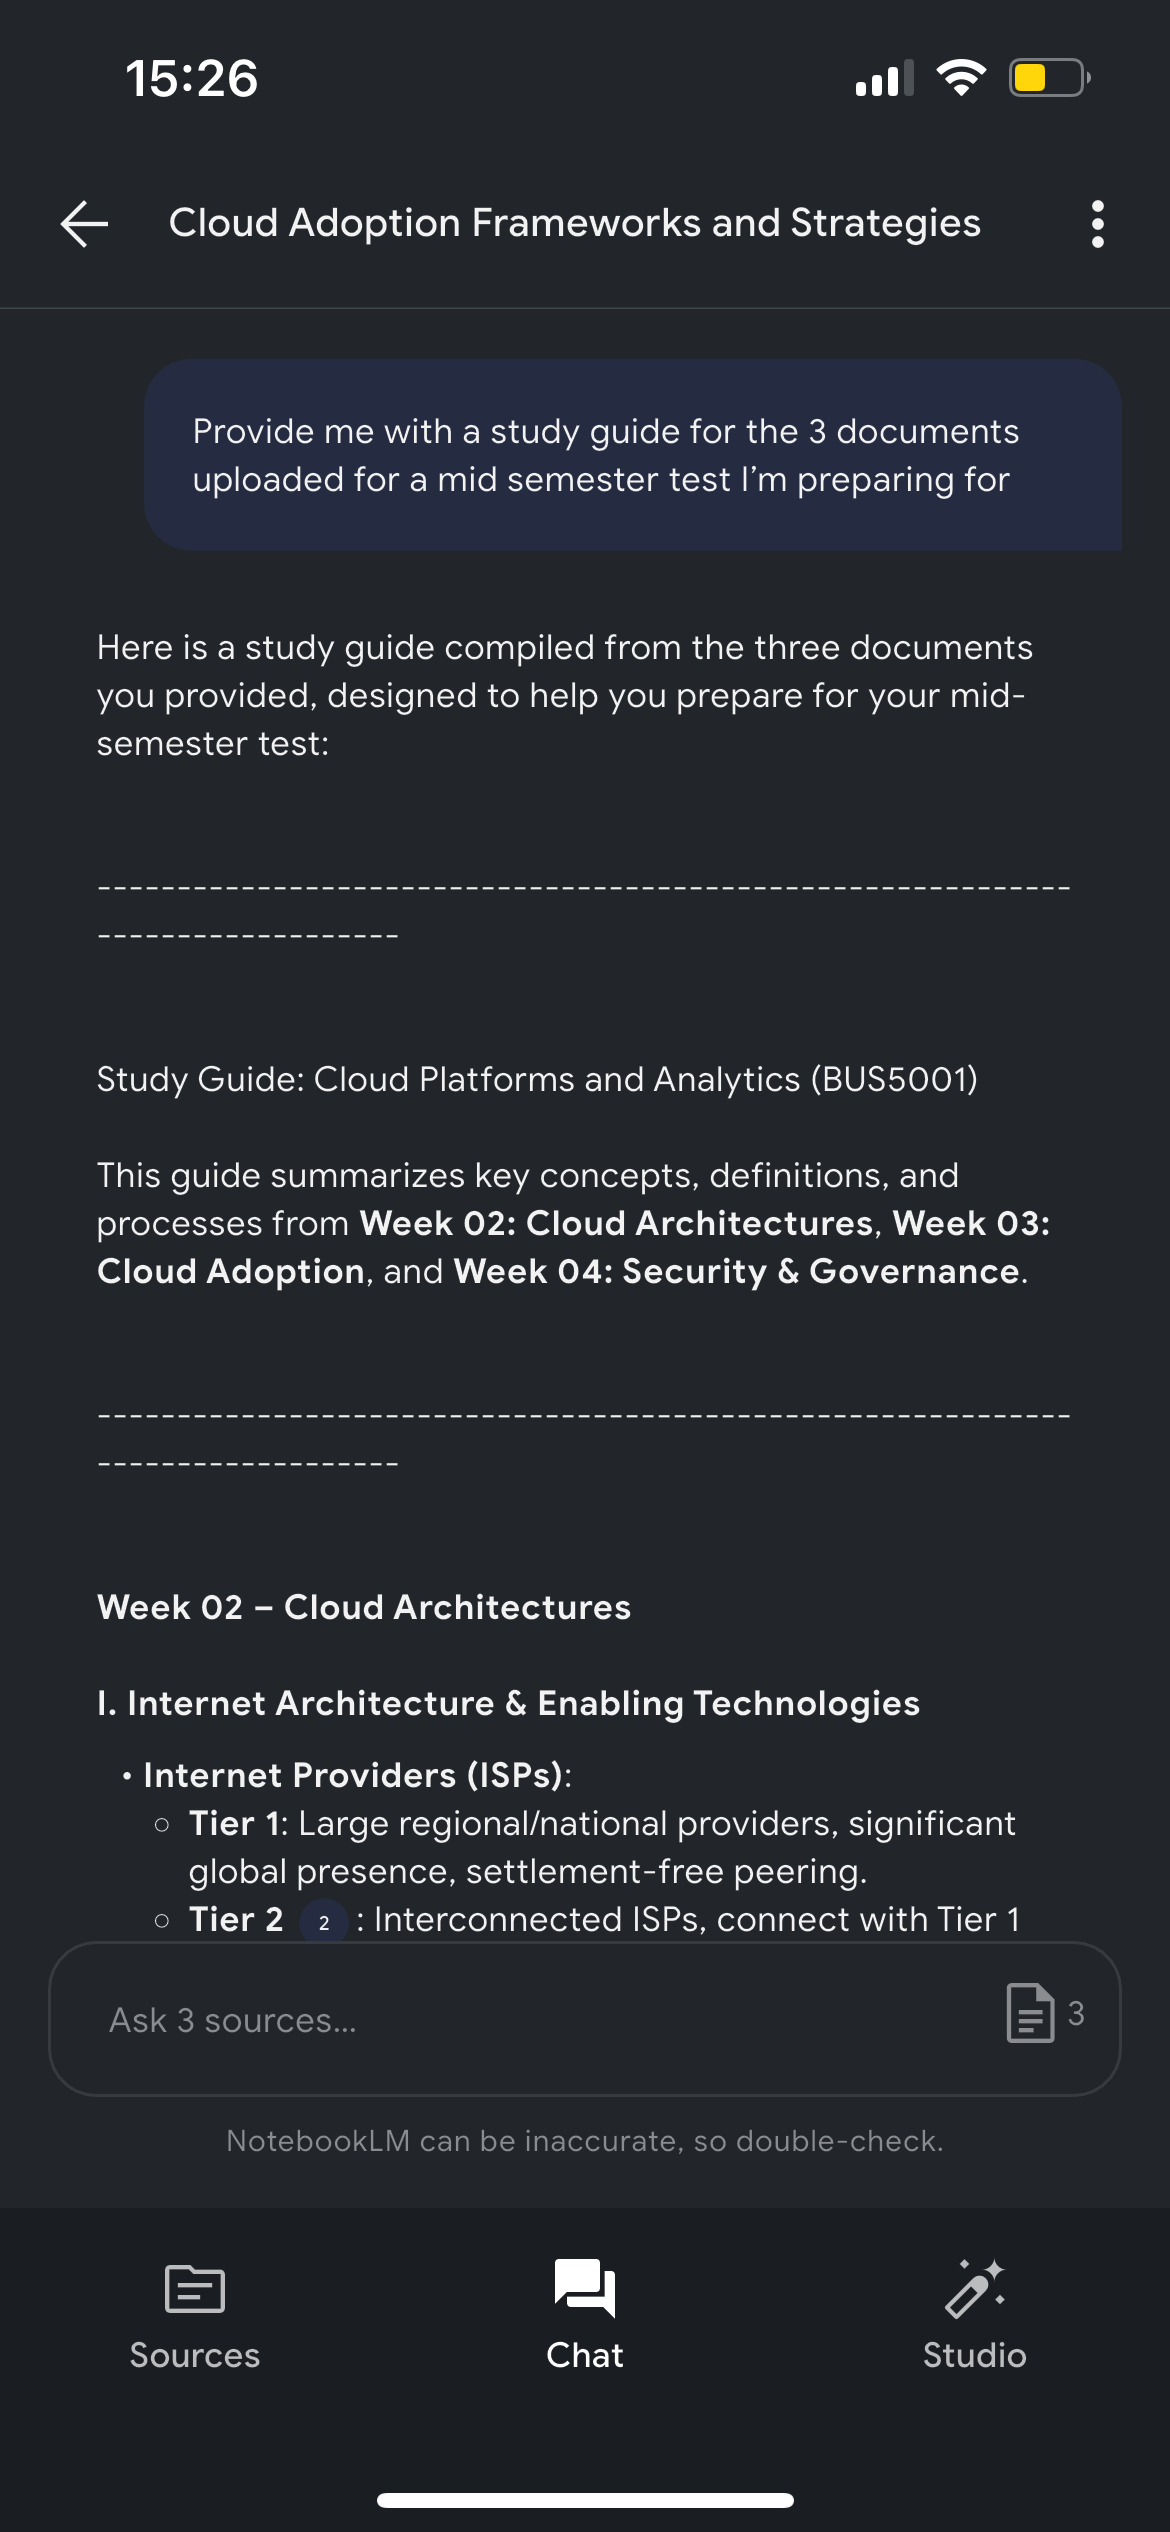 15:26
Cloud Adoption Frameworks and Strategies
Provide me with a study guide for the 3 documents
uploaded for a mid semester test I’m preparing for
Here is a study guide compiled from the three documents
you provided, designed to help you prepare for your mid-
semester test:
--------------------------------------------------------------
-------------------
Study Guide: Cloud Platforms and Analytics (BUS5001)
This guide summarizes key concepts, definitions, and
processes from Week 02: Cloud Architectures, Week 03:
Cloud Adoption, and Week 04: Security & Governance.
--------------------------------------------------------------
-------------------
Week 02 – Cloud Architectures
I. Internet Architecture & Enabling Technologies
• Internet Providers (ISPs):
○ Tier 1: Large regional/national providers, significant
global presence, settlement-free peering.
○ Tier 2 2 : Interconnected ISPs, connect with Tier 1
Ask 3 sources... 3
NotebookLM can be inaccurate, so double-check.
Sources Chat Studio